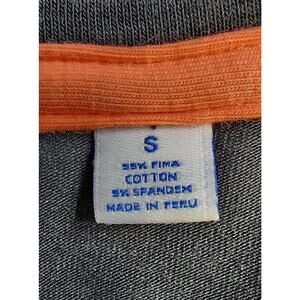 S
95% PIMA
COTTON
5% SPANDEX
MADE IN PERU